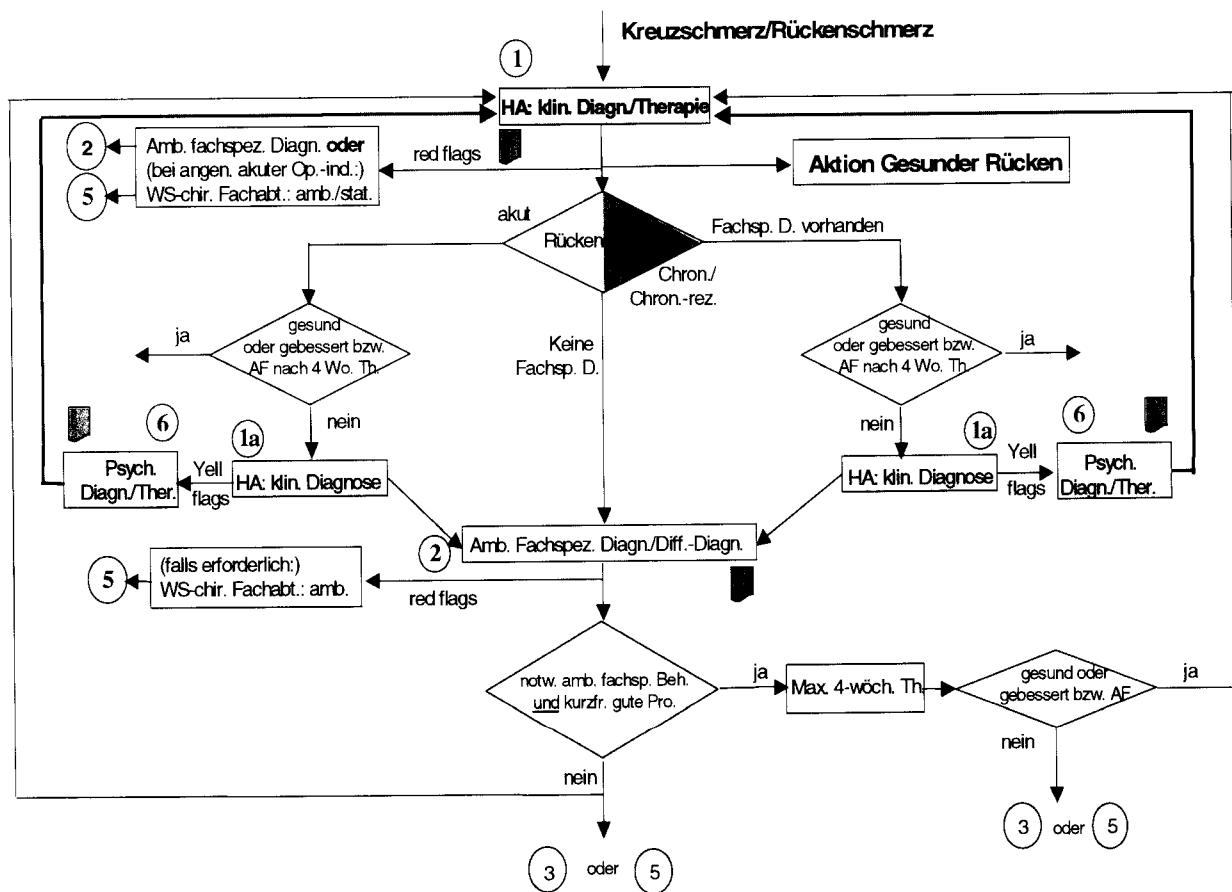 Kreuzschmerz/Rückenschmerz
1
HA: klin. Diagn./Therapie
2
Amb. fachspez. Diagn. oder
(bei angen. akuter Op.-ind.:)
5
WS-chir. Fachabt.: amb./stat.
red flags
Aktion Gesunder Rücken
akut
Rücken
Fachsp. D. vorhanden
Chron./
Chron.-rez.
gesund
oder gebessert bzw.
AF nach 4 Wo. Th.
ja
nein
Keine
Fachsp. D.
gesund
oder gebessert bzw.
AF nach 4 Wo. Th.
ja
nein
6
1a
Psych.
Diagn./Ther.
Yell
flags
HA: klin. Diagnose
1a
6
HA: klin. Diagnose
Yell
flags
Psych.
Diagn./Ther.
2
Amb. Fachspez. Diagn./Diff.-Diagn.
5
(falls erforderlich:)
WS-chir. Fachabt.: amb.
red flags
notw. amb. fachsp. Beh.
und kurzfr. gute Pro.
ja
Max. 4-wöch. Th.
gesund oder
gebessert bzw. AF
ja
nein
nein
3 oder 5
3 oder 5